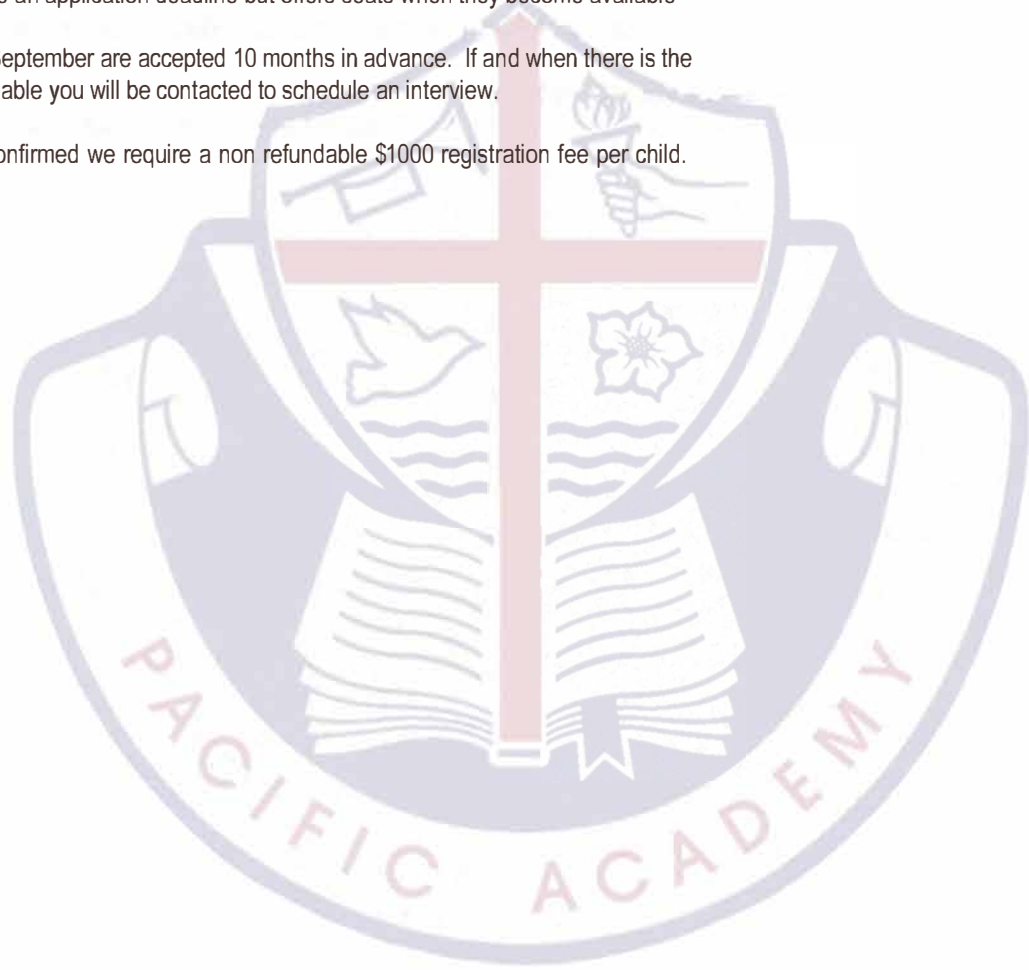 an application deadline but offers seats when they become available
eptember are accepted 10 months in advance. If and when there is the
able you will be contacted to schedule an interview.
onfirmed we require a non refundable $1000 registration fee per child.
PACIFIC ACADEMY